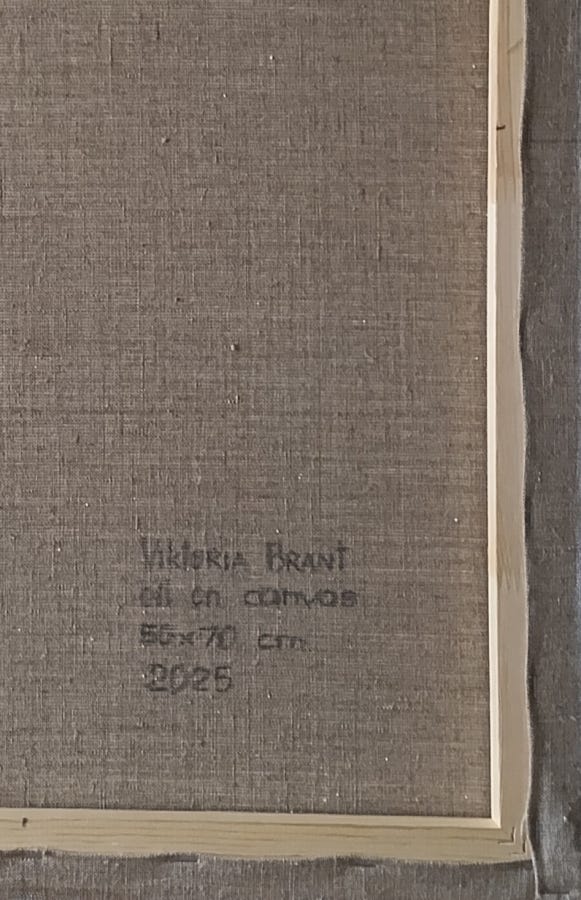 Viktoria Brant
oil on canvas
55x70 cm
2025